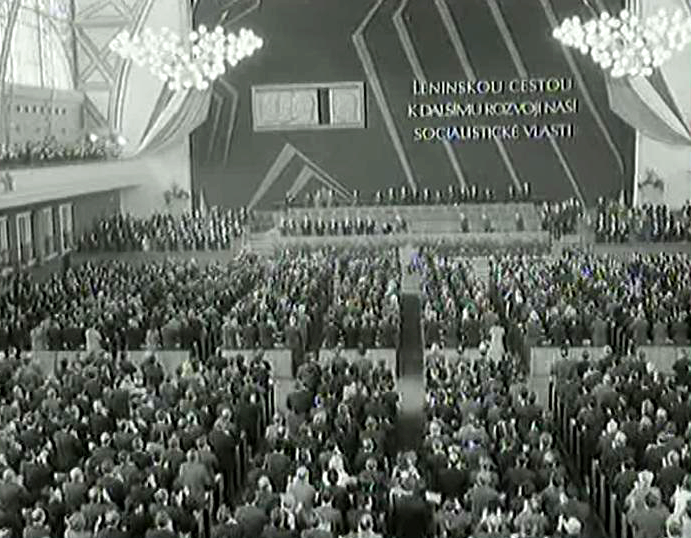 LENINSKOU CESTOU
K DALŠÍMU ROZVOJI NAŠÍ
SOCIALISTICKÉ VLASTI